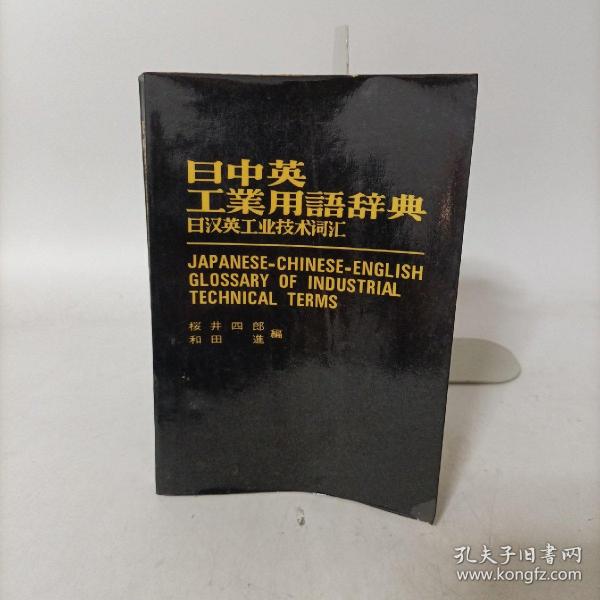 日中英
工業用語辞典
日汉英工业技术词汇
JAPANESE-CHINESE-ENGLISH
GLOSSARY OF INDUSTRIAL
TECHNICAL TERMS
桜井四郎
和田進
編
孔夫子旧書网
www.kongfz.com